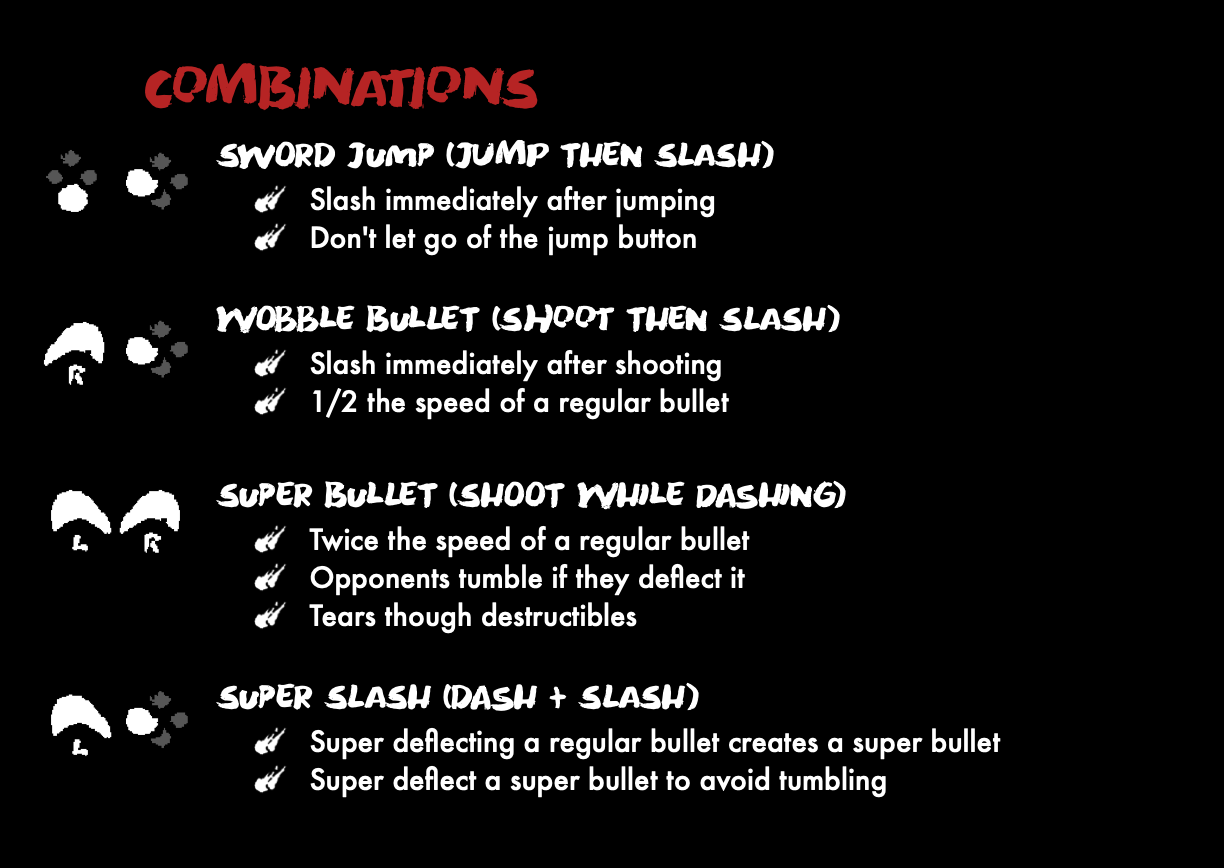 COMBINATIONS
SWORD JUMP (JUMP THEN SLASH)
Slash immediately after jumping
Don't let go of the jump button
WOBBLE BULLET (SHOOT THEN SLASH)
R
Slash immediately after shooting
1/2 the speed of a regular bullet
SUPER BULLET (SHOOT WHILE DASHING)
L R
Twice the speed of a regular bullet
Opponents tumble if they deflect it
Tears though destructibles
SUPER SLASH (DASH + SLASH)
L
Super deflecting a regular bullet creates a super bullet
Super deflect a super bullet to avoid tumbling